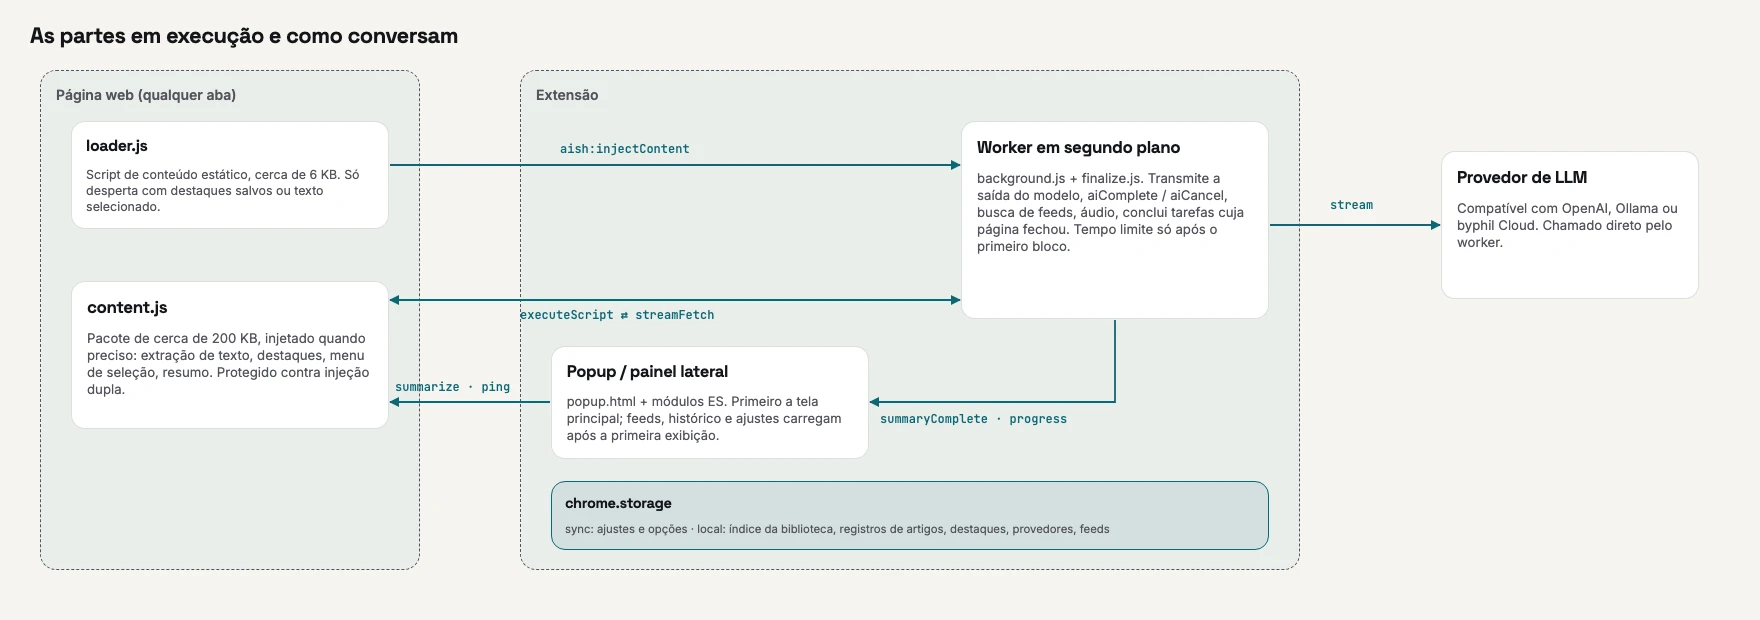 As partes em execução e como conversam
Página web (qualquer aba)
loader.js
Script de conteúdo estático, cerca de 6 KB. Só
desperta com destaques salvos ou texto
selecionado.
content.js
Pacote de cerca de 200 KB, injetado quando
preciso: extração de texto, destaques, menu
de seleção, resumo. Protegido contra injeção
dupla.
Extensão
aish:injectContent
executeScript ⇄ streamFetch
summarize · ping
Worker em segundo plano
background.js + finalize.js. Transmite a
saída do modelo, aiComplete / aiCancel,
busca de feeds, áudio, conclui tarefas cuja
página fechou. Tempo limite só após o
primeiro bloco.
Popup / painel lateral
popup.html + módulos ES. Primeiro a tela
principal; feeds, histórico e ajustes carregam
após a primeira exibição.
summaryComplete · progress
chrome.storage
sync: ajustes e opções · local: índice da biblioteca, registros de artigos, destaques, provedores, feeds
stream
Provedor de LLM
Compatível com OpenAI, Ollama ou
byphil Cloud. Chamado direto pelo
worker.